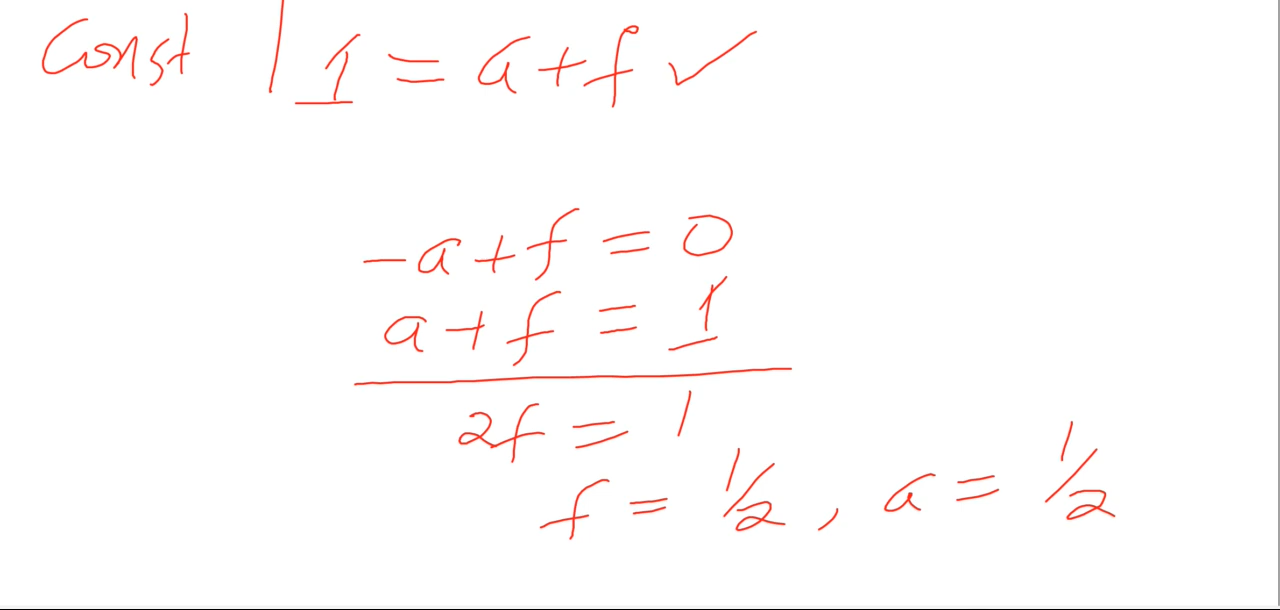 Const | 1 = a + f ✓
-a + f = 0
a + f = 1
2f = 1
f = 1/2, a = 1/2